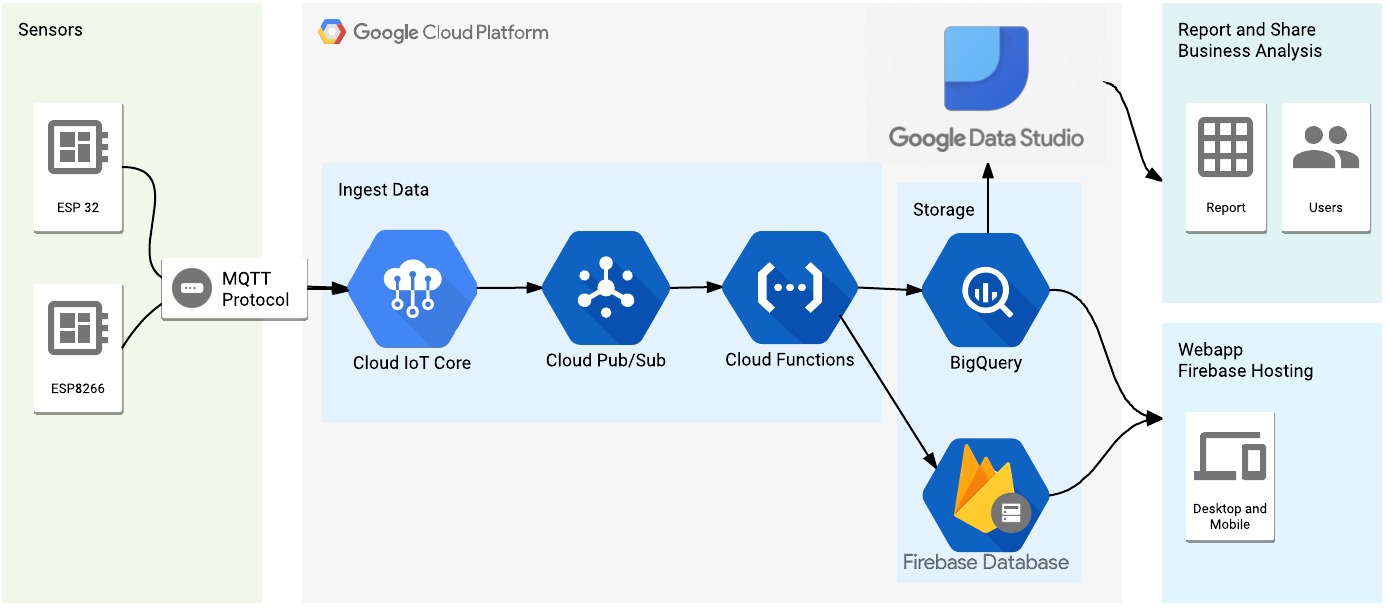 Sensors
ESP 32
ESP8266
MQTT
Protocol
Google Cloud Platform
Ingest Data
Cloud IoT Core
Cloud Pub/Sub
Cloud Functions
Google Data Studio
Storage
BigQuery
Firebase Database
Report and Share
Business Analysis
Report
Users
Webapp
Firebase Hosting
Desktop and
Mobile